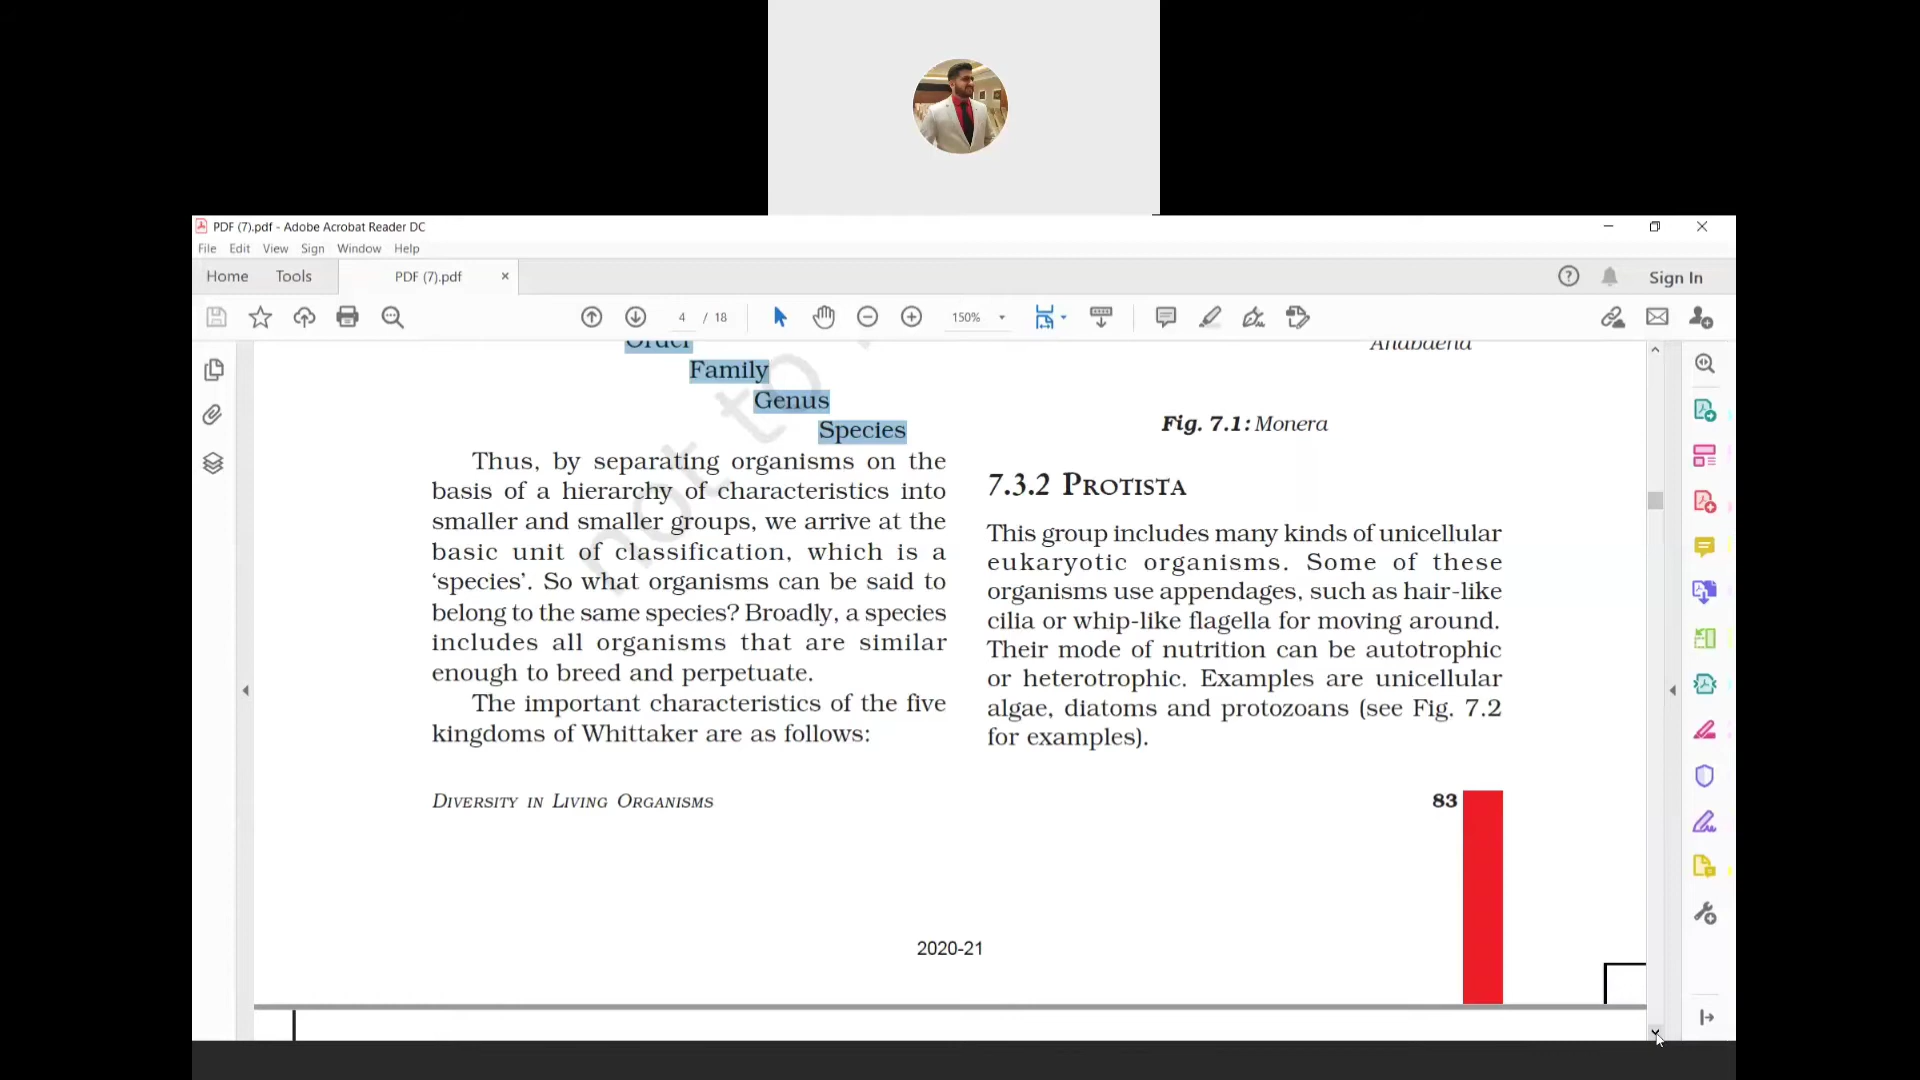 PDF (7).pdf - Adobe Acrobat Reader DC
File Edit View Sign Window Help
Home Tools PDF (7).pdf × Sign In
4 / 18 150%
Order
Family
Genus
Species
Thus, by separating organisms on the
basis of a hierarchy of characteristics into
smaller and smaller groups, we arrive at the
basic unit of classification, which is a
‘species’. So what organisms can be said to
belong to the same species? Broadly, a species
includes all organisms that are similar
enough to breed and perpetuate.
The important characteristics of the five
kingdoms of Whittaker are as follows:
Anabaena
Fig. 7.1: Monera
7.3.2 PROTISTA
This group includes many kinds of unicellular
eukaryotic organisms. Some of these
organisms use appendages, such as hair-like
cilia or whip-like flagella for moving around.
Their mode of nutrition can be autotrophic
or heterotrophic. Examples are unicellular
algae, diatoms and protozoans (see Fig. 7.2
for examples).
DIVERSITY IN LIVING ORGANISMS
83
2020-21
not to